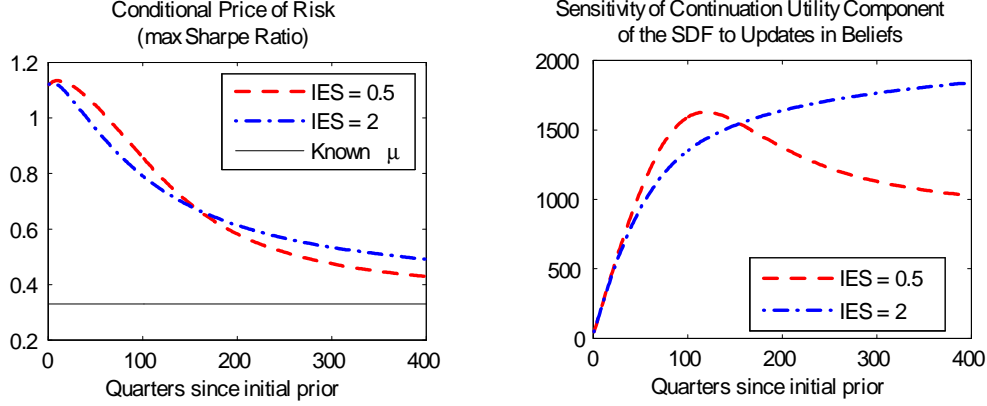 Conditional Price of Risk
(max Sharpe Ratio)
1.2
1
0.8
0.6
0.4
0.2
0
100
200
300
400
Quarters since initial prior
IES = 0.5
IES = 2
Known μ
Sensitivity of Continuation Utility Component
of the SDF to Updates in Beliefs
2000
1500
1000
500
0
0
100
200
300
400
Quarters since initial prior
IES = 0.5
IES = 2